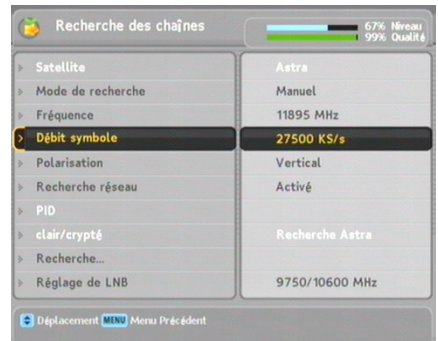 Recherche des chaînes
67% Niveau
99% Qualité
Satellite Astra
Mode de recherche Manuel
Fréquence 11895 MHz
Débit symbole 27500 KS/s
Polarisation Vertical
Recherche réseau Activé
PID
clair/crypté Recherche Astra
Recherche...
Réglage de LNB 9750/10600 MHz
Déplacement MENU Menu Précédent